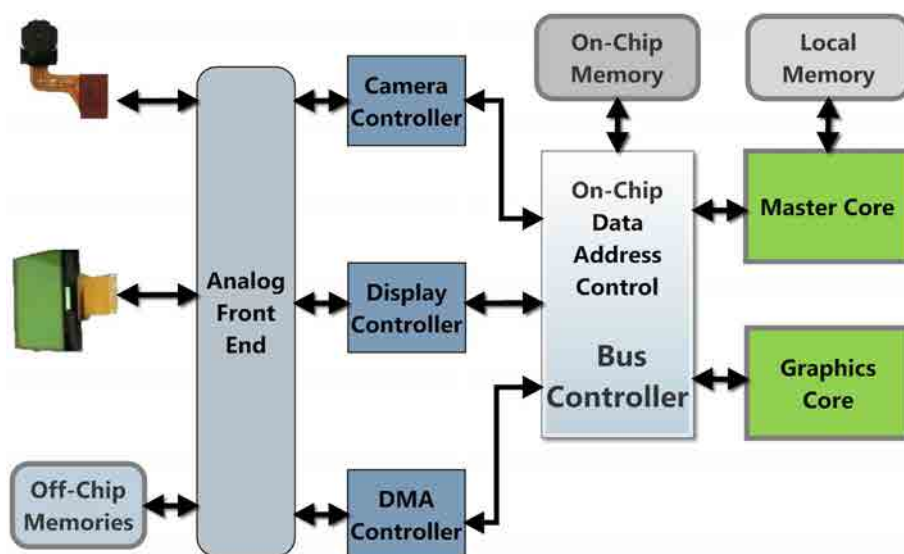 On-Chip
Memory
Local
Memory
Camera
Controller
On-Chip
Data
Address
Control
Bus
Controller
Master Core
Analog
Front
End
Display
Controller
Graphics
Core
Off-Chip
Memories
DMA
Controller